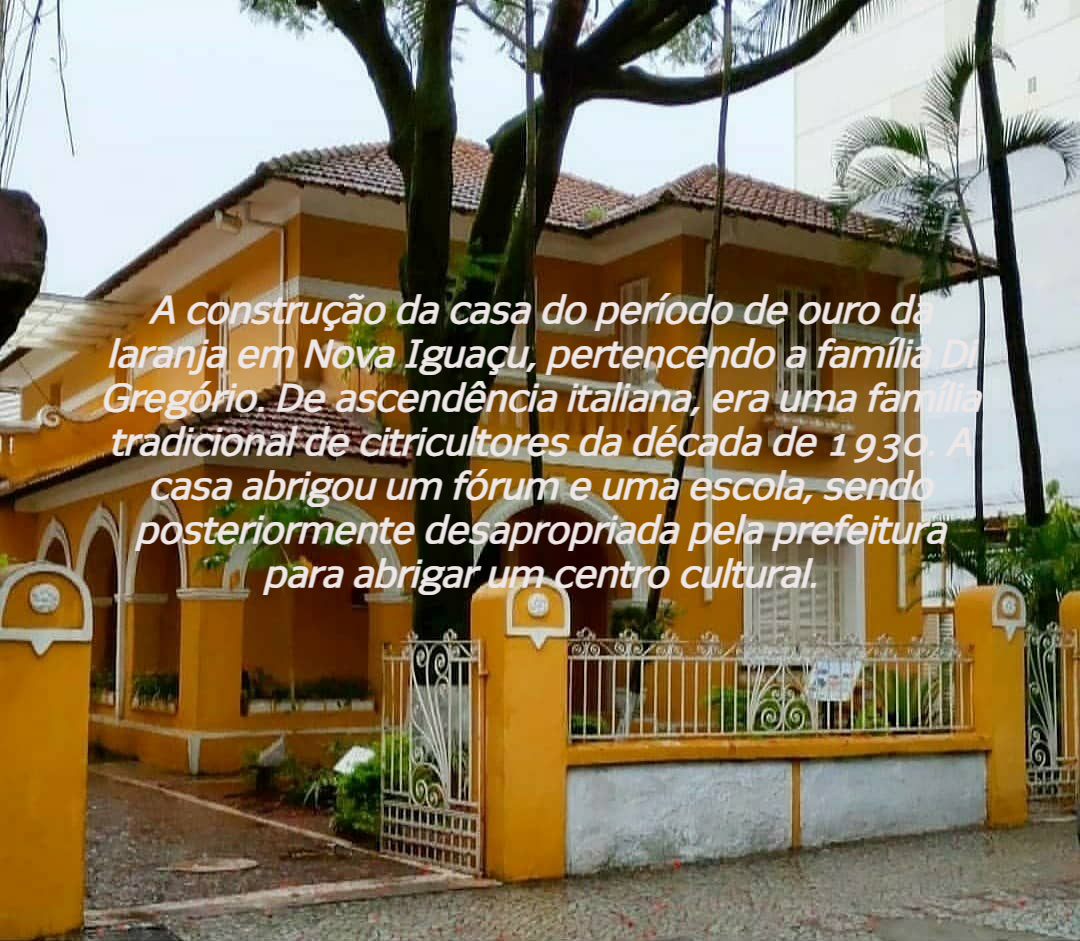 A construção da casa do período de ouro da
laranja em Nova Iguaçu, pertencendo a família Di
Gregório. De ascendência italiana, era uma família
tradicional de citricultores da década de 1930. A
casa abrigou um fórum e uma escola, sendo
posteriormente desapropriada pela prefeitura
para abrigar um centro cultural.